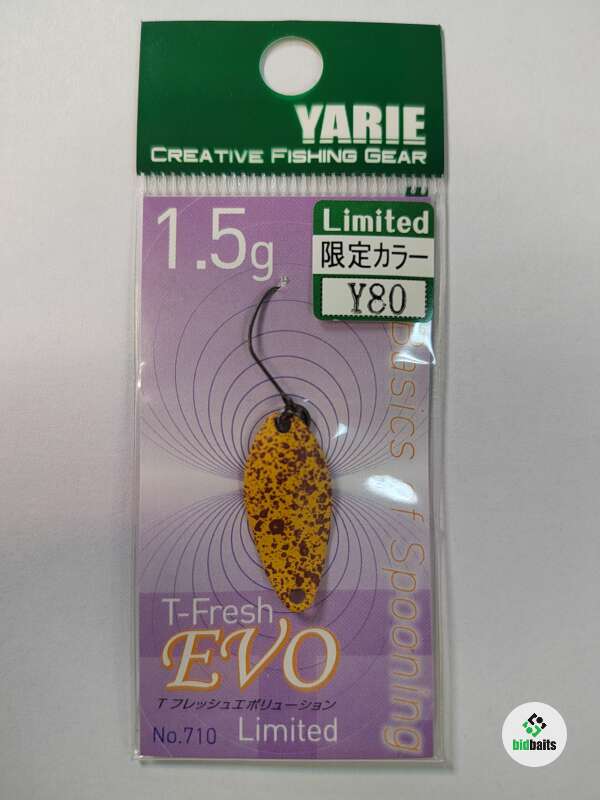 YARIE
CREATIVE FISHING GEAR
1.5g
Limited
限定カラー
Y80
Basics of Spooning
T-Fresh
EVO
T フレッシュエボリューション
No.710
Limited
bidbaits